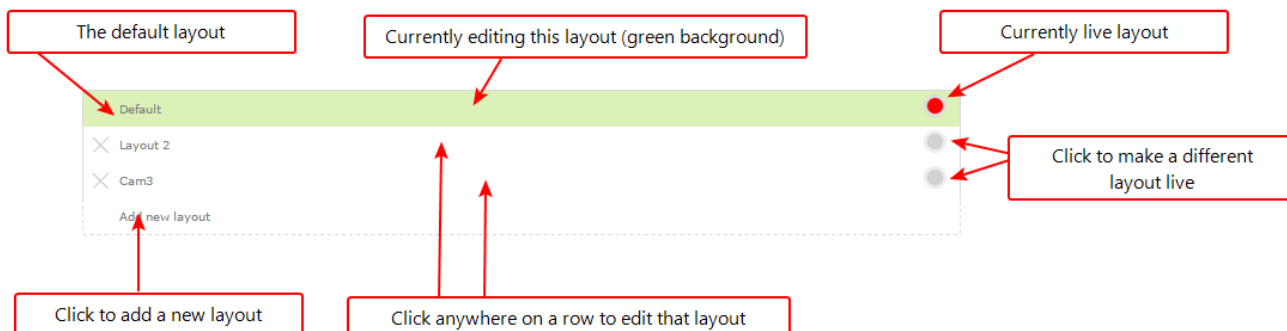 The default layout
Currently editing this layout (green background)
Currently live layout
Default
Layout 2
Cam3
Add new layout
Click to make a different
layout live
Click to add a new layout
Click anywhere on a row to edit that layout